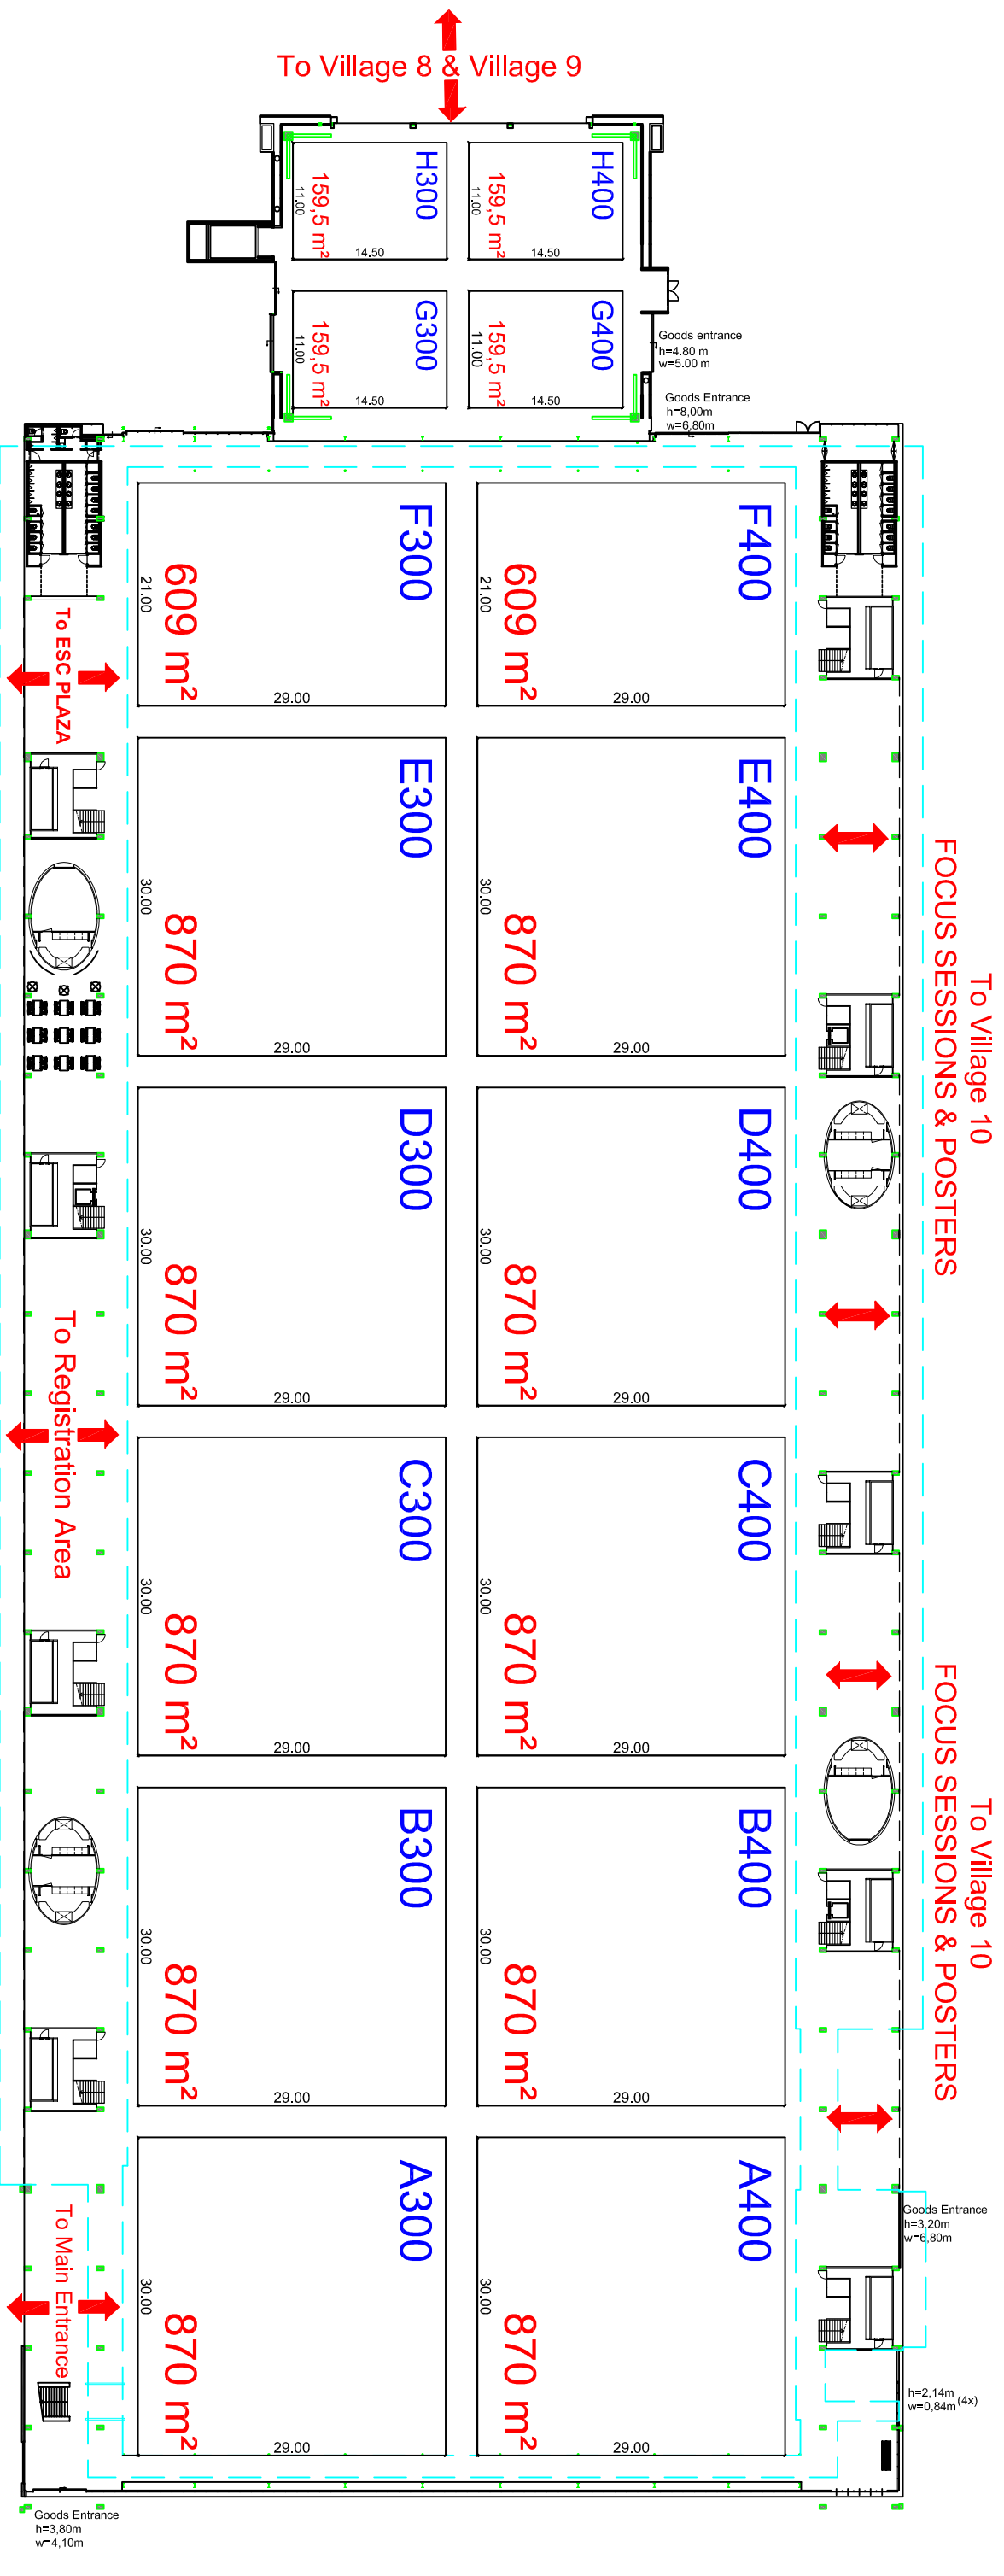 To Village 8 & Village 9
H300
159,5 m²
11.00
14.50
H400
159,5 m²
11.00
14.50
G300
159,5 m²
11.00
14.50
G400
159,5 m²
11.00
14.50
Goods entrance
h=4.80 m
w=5.00 m
Goods Entrance
h=8,00m
w=6,80m
F300
609 m²
21.00
29.00
F400
609 m²
21.00
29.00
To ESC PLAZA
E300
870 m²
30.00
29.00
E400
870 m²
30.00
29.00
To Village 10
FOCUS SESSIONS & POSTERS
D300
870 m²
30.00
29.00
D400
870 m²
30.00
29.00
To Registration Area
C300
870 m²
30.00
29.00
C400
870 m²
30.00
29.00
To Village 10
FOCUS SESSIONS & POSTERS
B300
870 m²
30.00
29.00
B400
870 m²
30.00
29.00
To Main Entrance
A300
870 m²
30.00
29.00
A400
870 m²
30.00
29.00
Goods Entrance
h=3,20m
w=6,80m
h=2,14m
w=0,84m (4x)
Goods Entrance
h=3,80m
w=4,10m